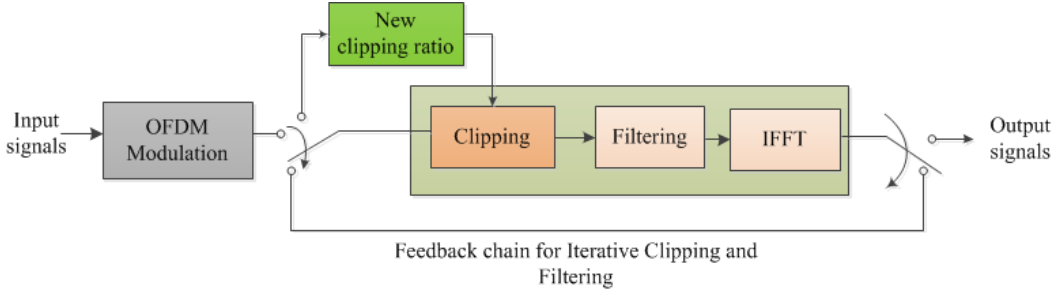 New
clipping ratio
Input
signals
OFDM
Modulation
Clipping
Filtering
IFFT
Output
signals
Feedback chain for Iterative Clipping and
Filtering